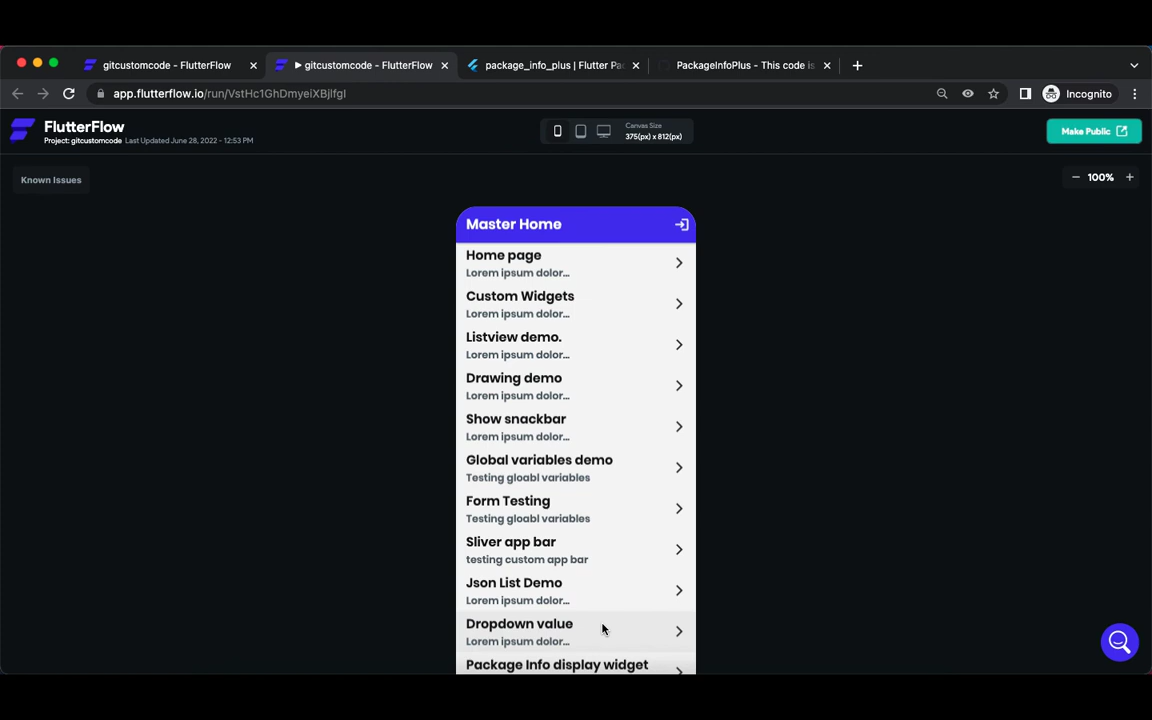 gitcustomcode - FlutterFlow
gitcustomcode - FlutterFlow
package_info_plus | Flutter Pac
PackageInfoPlus - This code is
app.flutterflow.io/run/VstHc1GhDmyeiXBjlfgl
Incognito
FlutterFlow
Project: gitcustomcode Last Updated June 28, 2022 - 12:53 PM
Canvas Size
375(px) x 812(px)
Make Public
Known Issues
100%
Master Home
Home page
Lorem ipsum dolor...
Custom Widgets
Lorem ipsum dolor...
Listview demo.
Lorem ipsum dolor...
Drawing demo
Lorem ipsum dolor...
Show snackbar
Lorem ipsum dolor...
Global variables demo
Testing gloabl variables
Form Testing
Testing gloabl variables
Sliver app bar
testing custom app bar
Json List Demo
Lorem ipsum dolor...
Dropdown value
Lorem ipsum dolor...
Package Info display widget